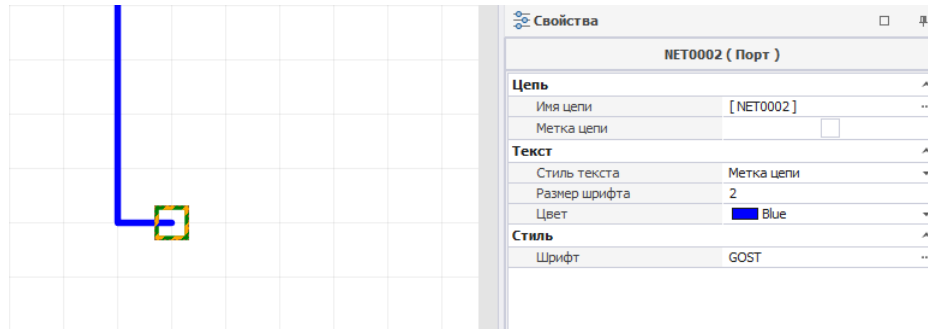 Свойства
NET0002 ( Порт )
Цепь
Имя цепи [ NET0002 ]
Метка цепи
Текст
Стиль текста Метка цепи
Размер шрифта 2
Цвет Blue
Стиль
Шрифт GOST